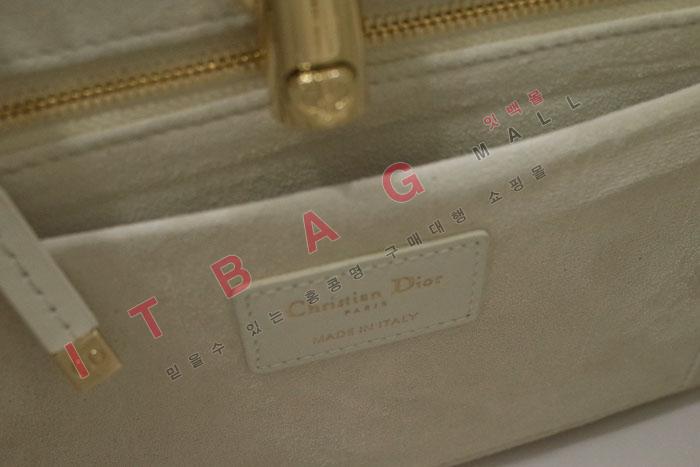 잇백몰
ITBAG MALL
믿을수 있는 홍콩명 구매대행 쇼핑몰
Christian Dior
PARIS
MADE IN ITALY